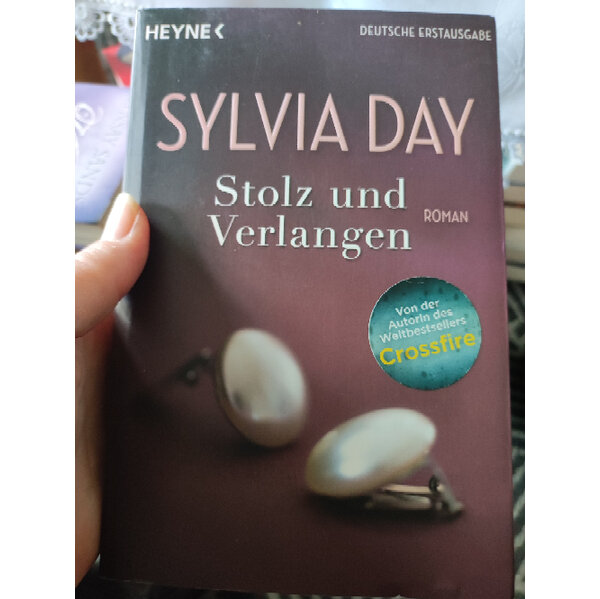 HEYNE
DEUTSCHE ERSTAUSGABE
SYLVIA DAY
Stolz und
Verlangen
ROMAN
Von der
Autorin des
Weltbestsellers
Crossfire